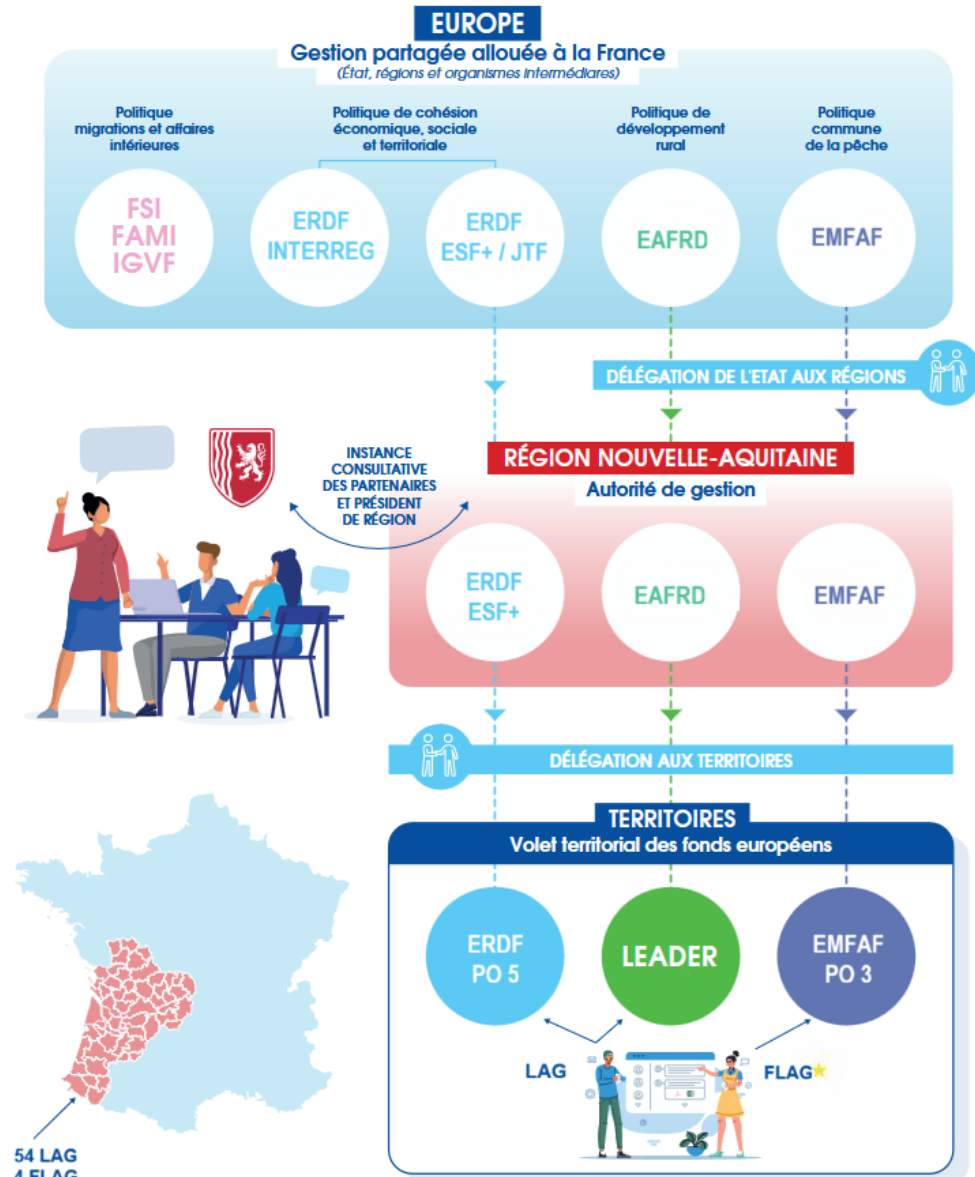 EUROPE
Gestion partagée allouée à la France
(État, régions et organismes intermédiares)
Politique
migrations et affaires
intérieures
Politique de cohésion
économique, sociale
et territoriale
Politique de
développement
rural
Politique
commune
de la pêche
FSI
FAMI
IGVF
ERDF
INTERREG
ERDF
ESF+ / JTF
EAFRD
EMFAF
DÉLÉGATION DE L'ETAT AUX RÉGIONS
INSTANCE
CONSULTATIVE
DES PARTENAIRES
ET PRÉSIDENT
DE RÉGION
RÉGION NOUVELLE-AQUITAINE
Autorité de gestion
ERDF
ESF+
EAFRD
EMFAF
DÉLÉGATION AUX TERRITOIRES
TERRITOIRES
Volet territorial des fonds européens
ERDF
PO 5
LEADER
EMFAF
PO 3
LAG
FLAG
54 LAG
4 FLAG